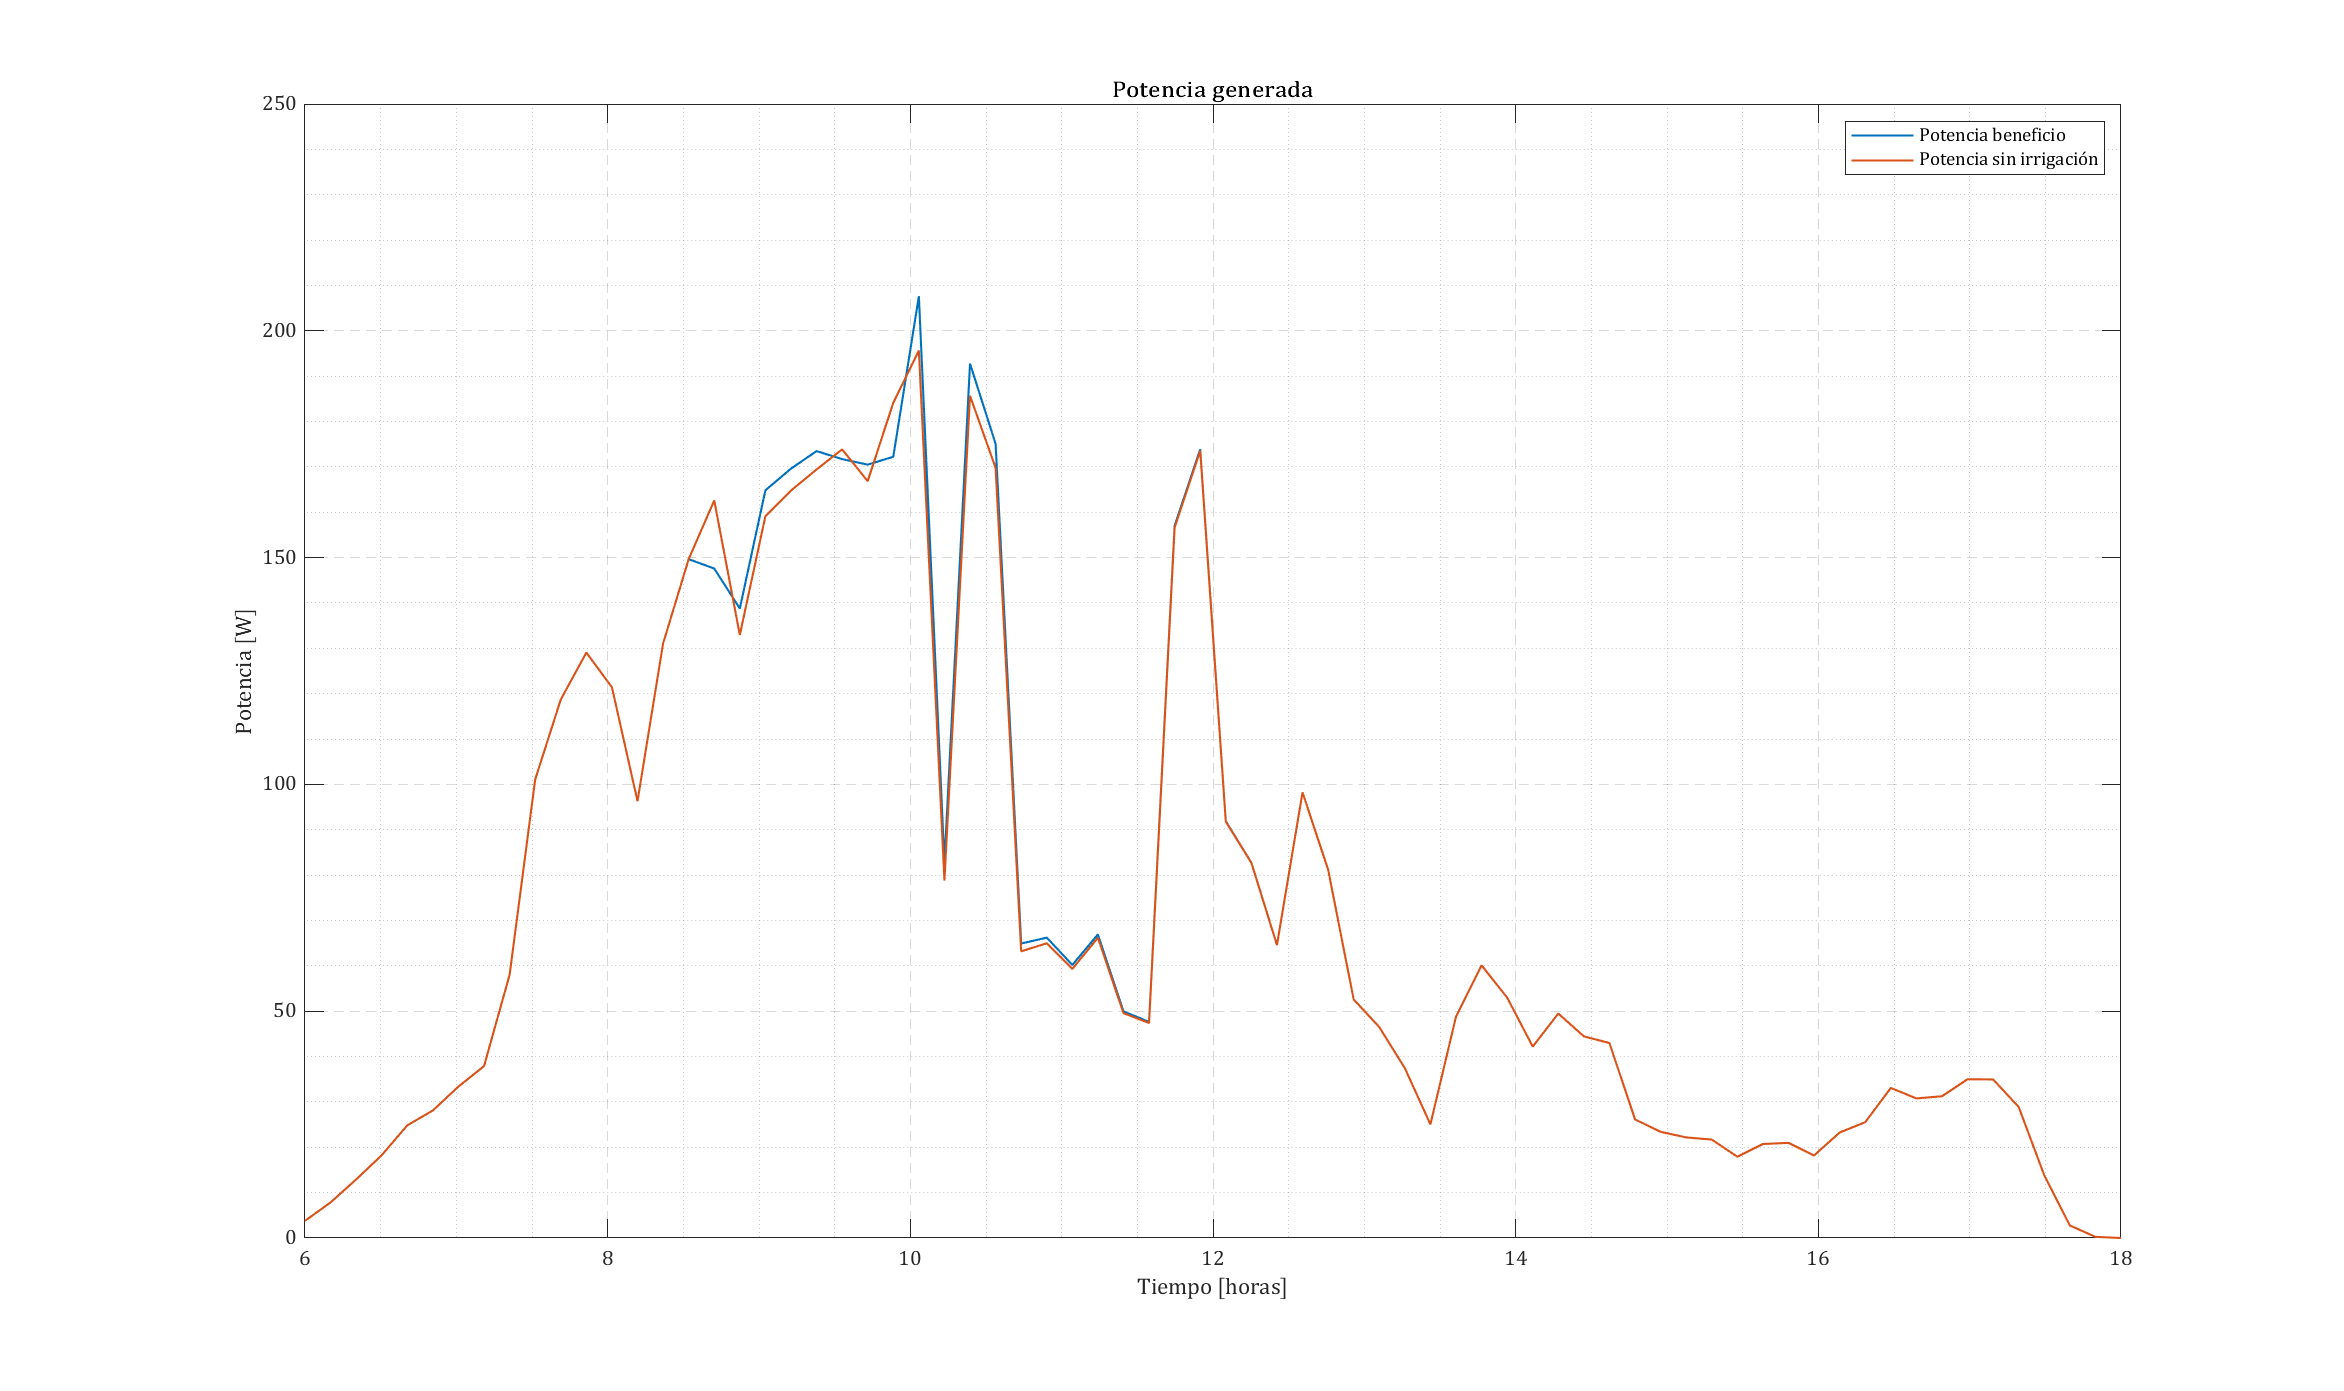 Potencia generada
250
200
150
100
50
0
Potencia [W]
Potencia beneficio
Potencia sin irrigación
6 8 10 12 14 16 18
Tiempo [horas]